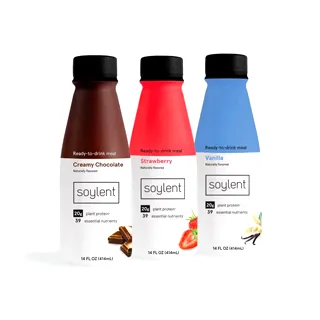 Ready-to-drink meal
Creamy Chocolate
Naturally flavored
soylent
20g plant protein
39 essential nutrients
14 FL OZ (414mL)
Ready-to-drink meal
Strawberry
Naturally flavored
soylent
20g plant protein
39 essential nutrients
14 FL OZ (414mL)
Ready-to-drink meal
Vanilla
Naturally flavored
soylent
20g plant protein
39 essential nutrients
14 FL OZ (414mL)